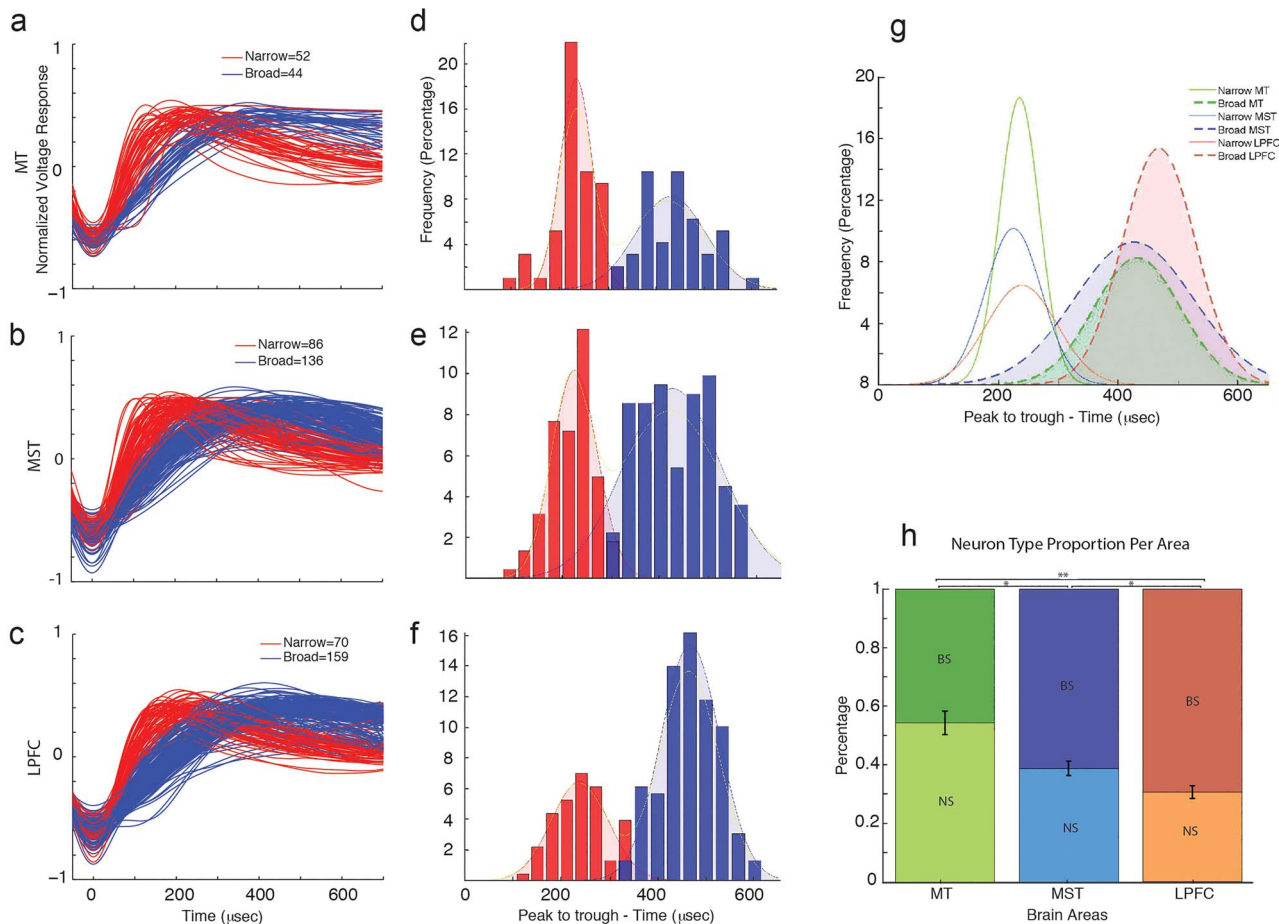 a
1
0
−1
MT
Normalized Voltage Response
Narrow=52
Broad=44
b
1
0
-1
MST
Narrow=86
Broad=136
c
1
0
−1
LPFC
Narrow=70
Broad=159
0 200 400 600
Time (μsec)
d
20
16
12
8
4
Frequency (Percentage)
e
12
10
8
6
4
2
f
16
14
12
10
8
6
4
2
200 400 600
Peak to trough - Time (μsec)
g
20
16
12
8
4
8
Frequency (Percentage)
Narrow MT
Broad MT
Narrow MST
Broad MST
Narrow LPFC
Broad LPFC
0 200 400 600
Peak to trough - Time (μsec)
h
Neuron Type Proportion Per Area
**
* *
1
0.8
0.6
0.4
0.2
0
Percentage
BS BS BS
NS NS NS
MT MST LPFC
Brain Areas